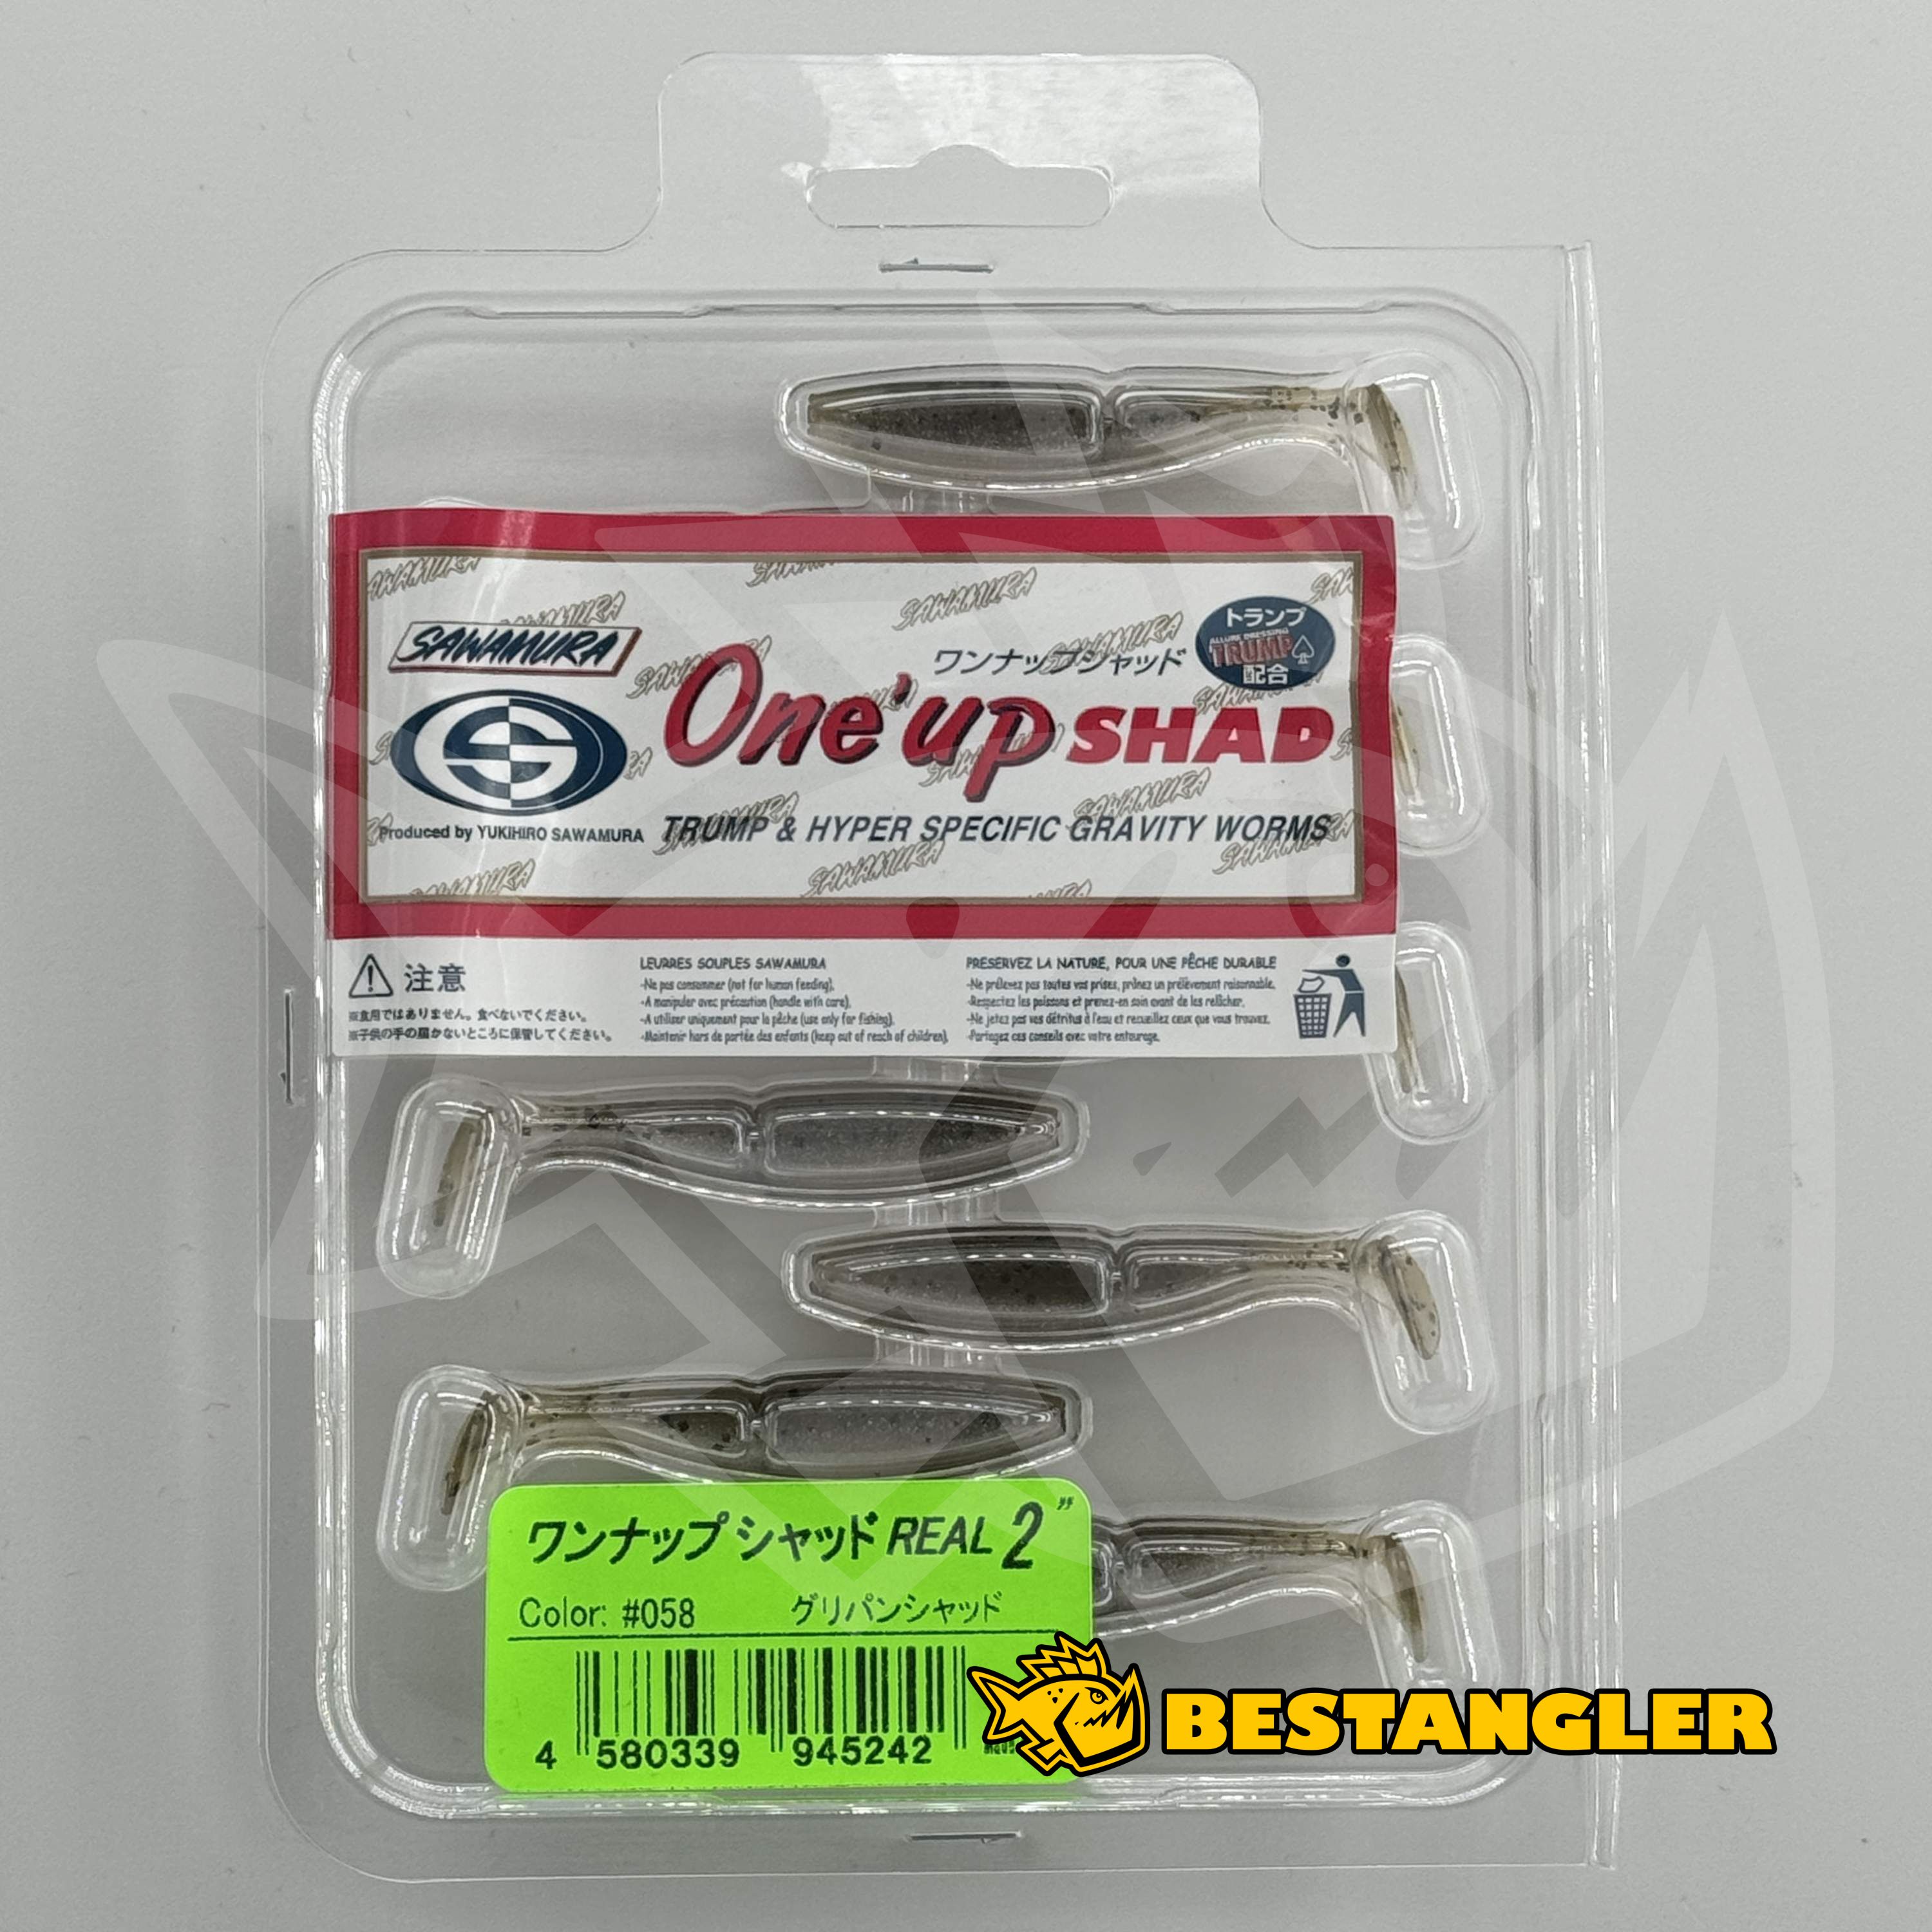 SAWAMURA
ワンナップシャッド
トランプ
ALLURE DRESSING
TRUMP
配合
One'up SHAD
Produced by YUKIHIRO SAWAMURA
TRUMP & HYPER SPECIFIC GRAVITY WORMS
注意
※食用ではありません。食べないでください。
※子供の手の届かないところに保管してください。
LEURRES SOUPLES SAWAMURA
-Ne pas consommer (not for human feeding).
-A manipuler avec précaution (handle with care).
-A utiliser uniquement pour la pêche (use only for fishing).
-Maintenir hors de portée des enfants (keep out of reach of children).
PRESERVEZ LA NATURE, POUR UNE PÊCHE DURABLE
-Ne prélevez pas toutes vos prises, prônez un prélèvement raisonnable.
-Respectez les poissons et prenez-en soin avant de les relâcher.
-Ne jetez pas vos détritus à l'eau et recueillez ceux que vous trouvez.
-Partagez ces conseils avec votre entourage.
ワンナップシャッド REAL 2"
Color: #058 グリパンシャッド
4 580339 945242
BESTANGLER